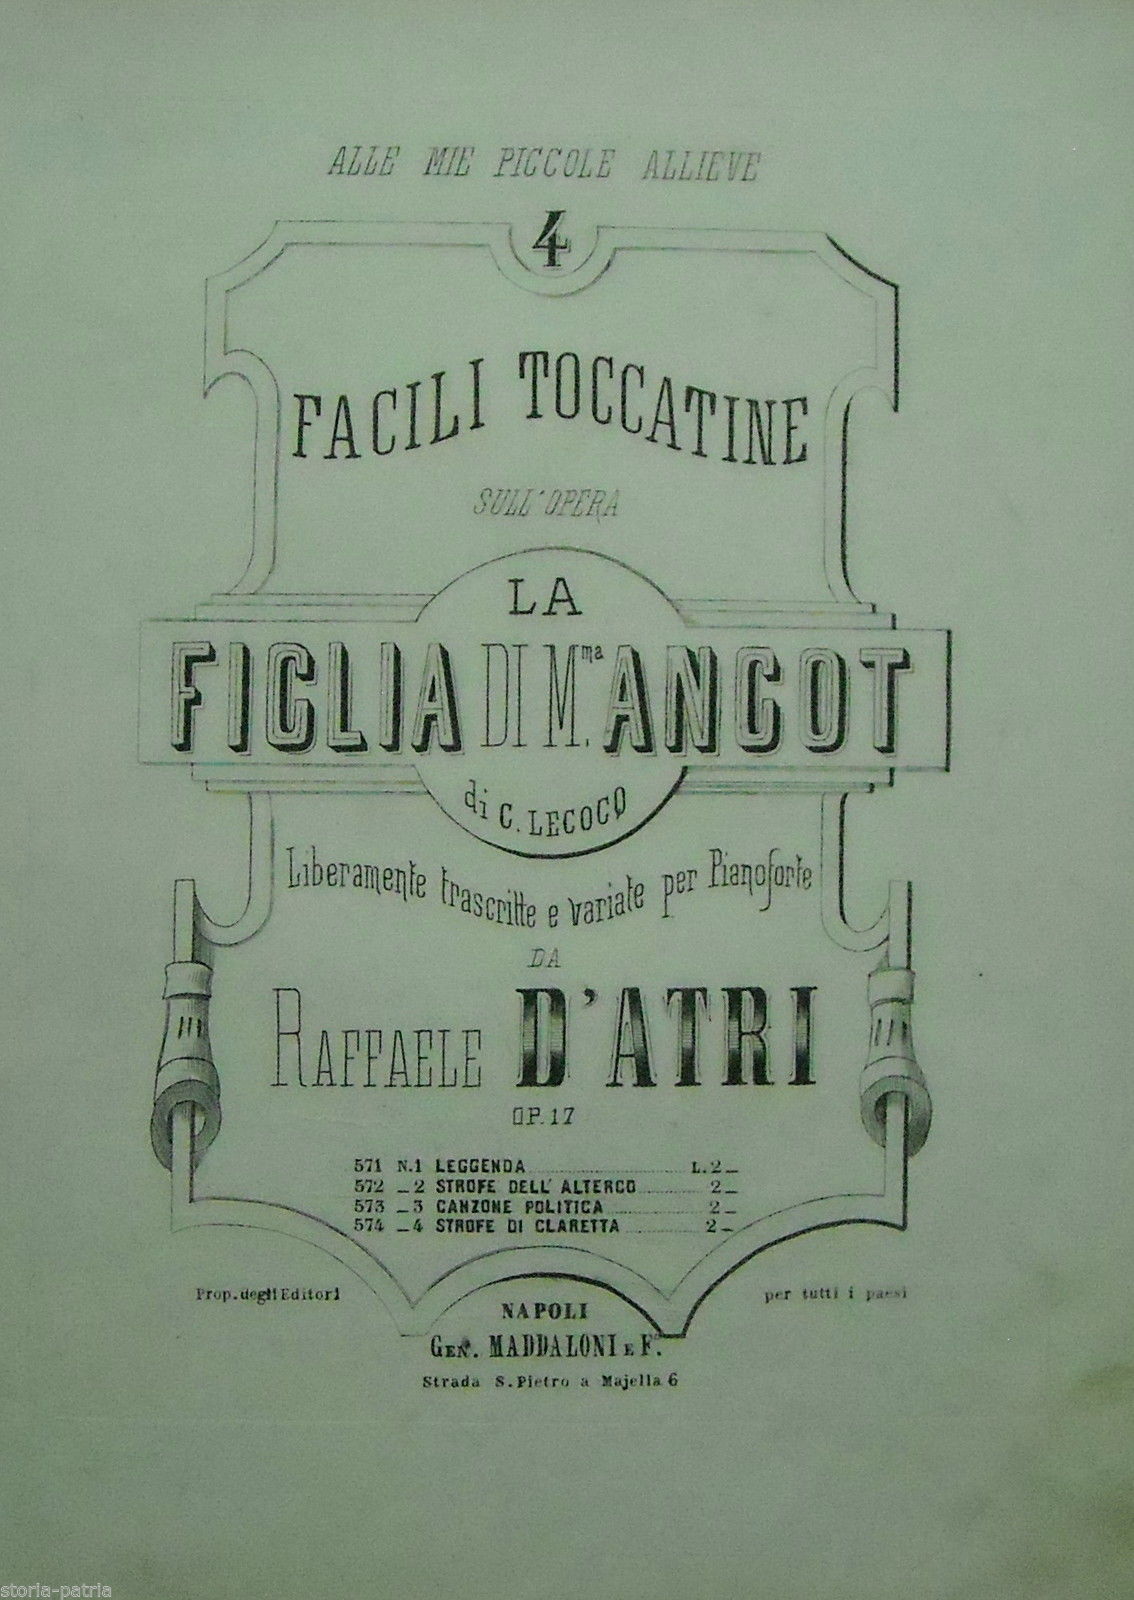 ALLE MIE PICCOLE ALLIEVE
4
FACILI TOCCATINE
SULL'OPERA
LA
FIGLIA DI Mma. ANGOT
di C. LECOCQ
Liberamente trascritte e variate per Pianoforte
DA
RAFFAELE D'ATRI
OP. 17
571 N.1 LEGGENDA L. 2_
572 _2 STROFE DELL' ALTERCO 2_
573 _3 CANZONE POLITICA 2_
574 _4 STROFE DI CLARETTA 2_
Prop. degli Editori per tutti i paesi
NAPOLI
GEN. MADDALONI E F.
Strada S. Pietro a Majella 6
storia-patria